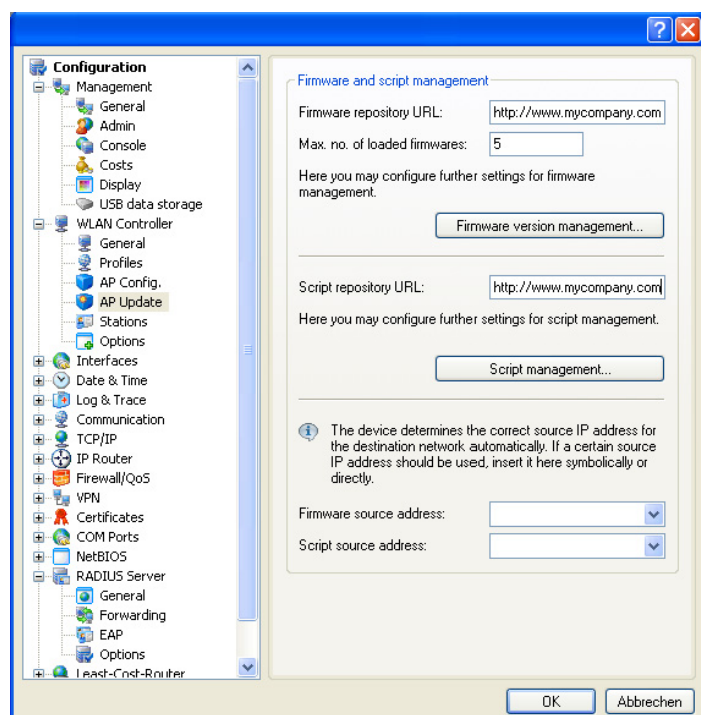 Configuration
Management
General
Admin
Console
Costs
Display
USB data storage
WLAN Controller
General
Profiles
AP Config.
AP Update
Stations
Options
Interfaces
Date & Time
Log & Trace
Communication
TCP/IP
IP Router
Firewall/QoS
VPN
Certificates
COM Ports
NetBIOS
RADIUS Server
General
Forwarding
EAP
Options
Least-Cost-Router
Firmware and script management
Firmware repository URL: http://www.mycompany.com
Max. no. of loaded firmwares: 5
Here you may configure further settings for firmware
management.
Firmware version management...
Script repository URL: http://www.mycompany.com
Here you may configure further settings for script management.
Script management...
The device determines the correct source IP address for
the destination network automatically. If a certain source
IP address should be used, insert it here symbolically or
directly.
Firmware source address:
Script source address:
OK Abbrechen